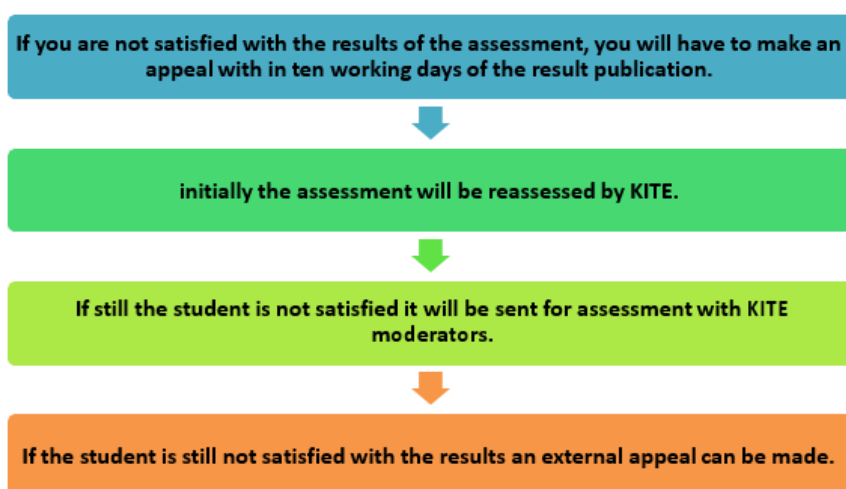 If you are not satisfied with the results of the assessment, you will have to make an
appeal with in ten working days of the result publication.
initially the assessment will be reassessed by KITE.
If still the student is not satisfied it will be sent for assessment with KITE
moderators.
If the student is still not satisfied with the results an external appeal can be made.